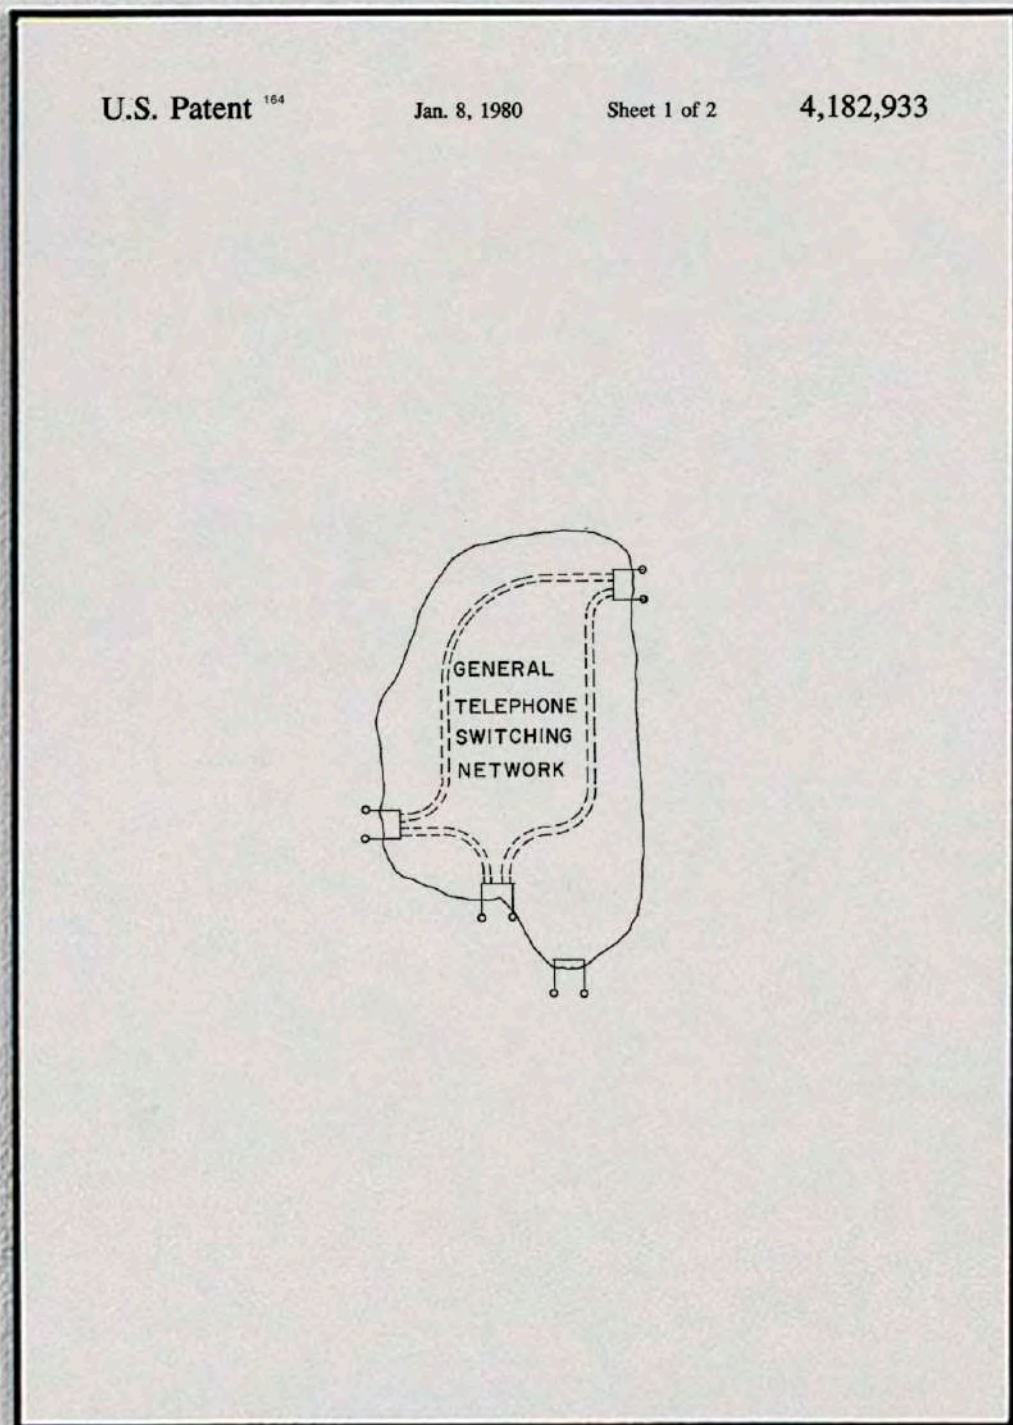 U.S. Patent 164 Jan. 8, 1980 Sheet 1 of 2 4,182,933
GENERAL
TELEPHONE
SWITCHING
NETWORK